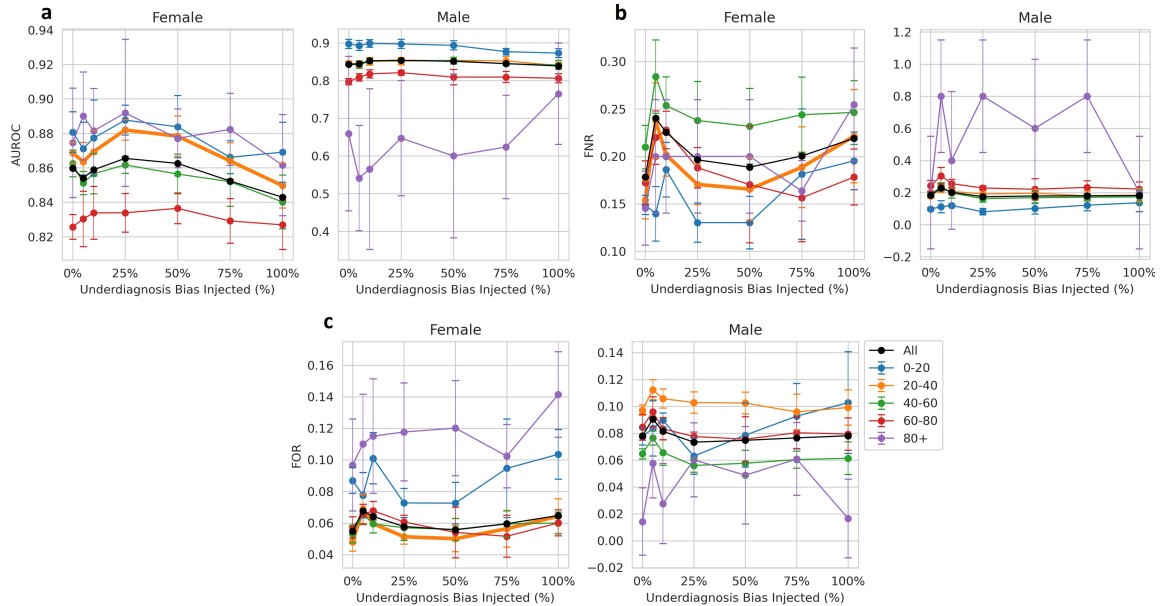 a
Female
Male
AUROC
0.94
0.92
0.90
0.88
0.86
0.84
0.82
0% 25% 50% 75% 100%
Underdiagnosis Bias Injected (%)
0.9
0.8
0.7
0.6
0.5
0.4
0% 25% 50% 75% 100%
Underdiagnosis Bias Injected (%)
b
Female
Male
FNR
0.30
0.25
0.20
0.15
0.10
0% 25% 50% 75% 100%
Underdiagnosis Bias Injected (%)
1.2
1.0
0.8
0.6
0.4
0.2
0.0
−0.2
0% 25% 50% 75% 100%
Underdiagnosis Bias Injected (%)
c
Female
Male
FOR
0.16
0.14
0.12
0.10
0.08
0.06
0.04
0% 25% 50% 75% 100%
Underdiagnosis Bias Injected (%)
0.14
0.12
0.10
0.08
0.06
0.04
0.02
0.00
−0.02
0% 25% 50% 75% 100%
Underdiagnosis Bias Injected (%)
All
0-20
20-40
40-60
60-80
80+